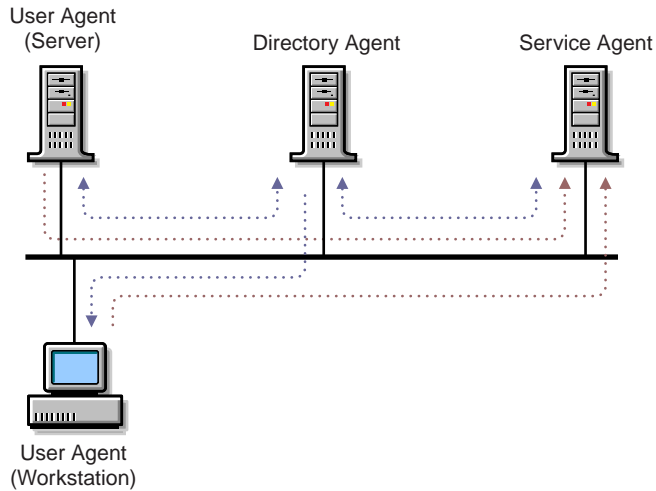 User Agent
(Server)
Directory Agent
Service Agent
User Agent
(Workstation)